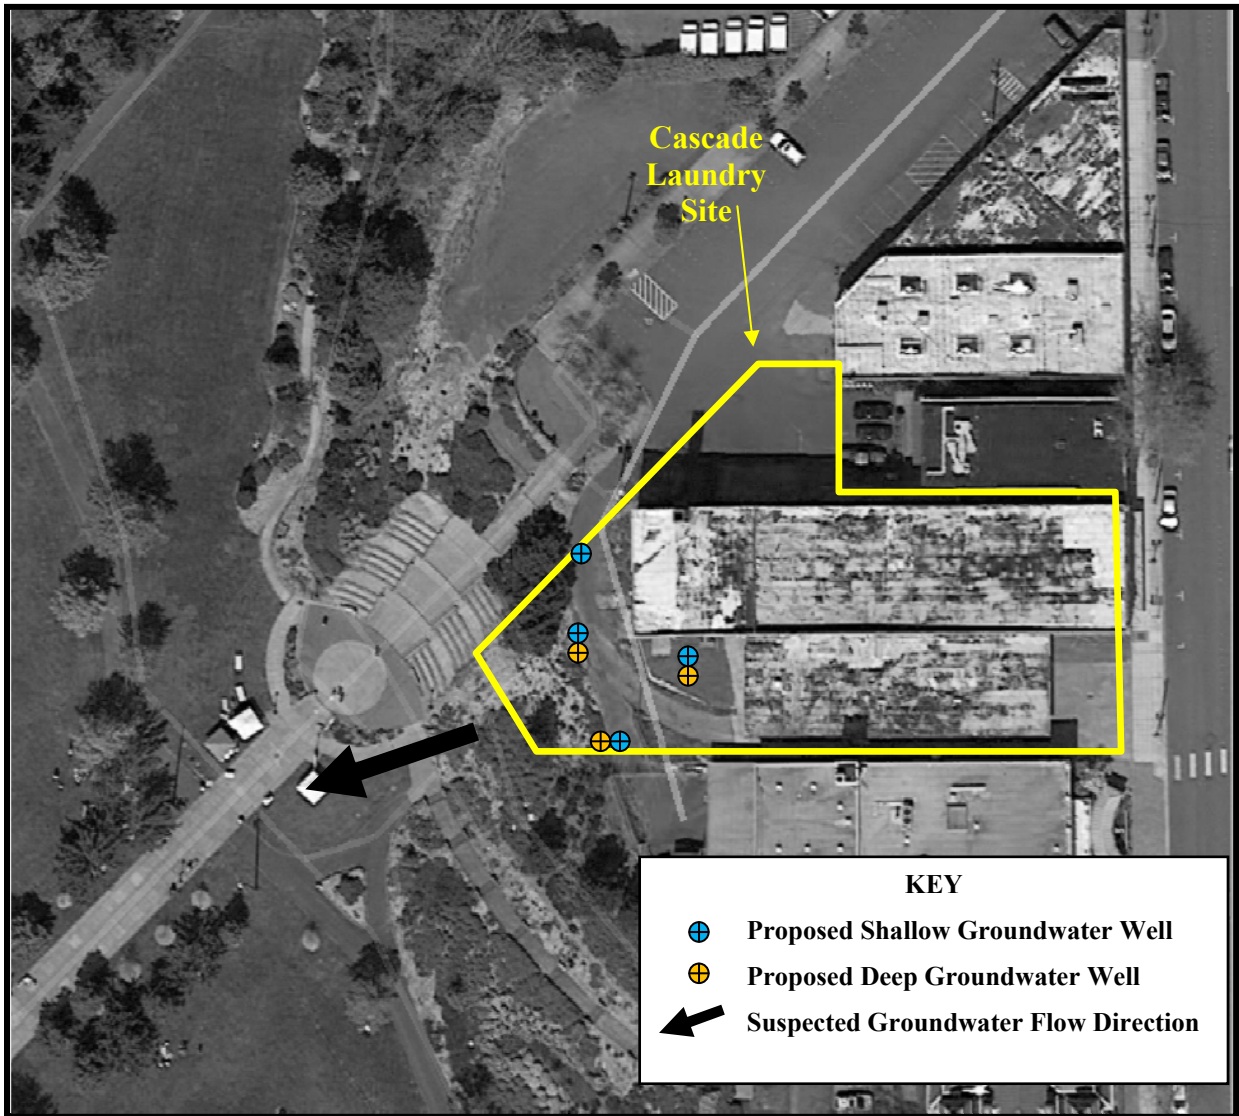 Cascade
Laundry
Site
KEY
Proposed Shallow Groundwater Well
Proposed Deep Groundwater Well
Suspected Groundwater Flow Direction